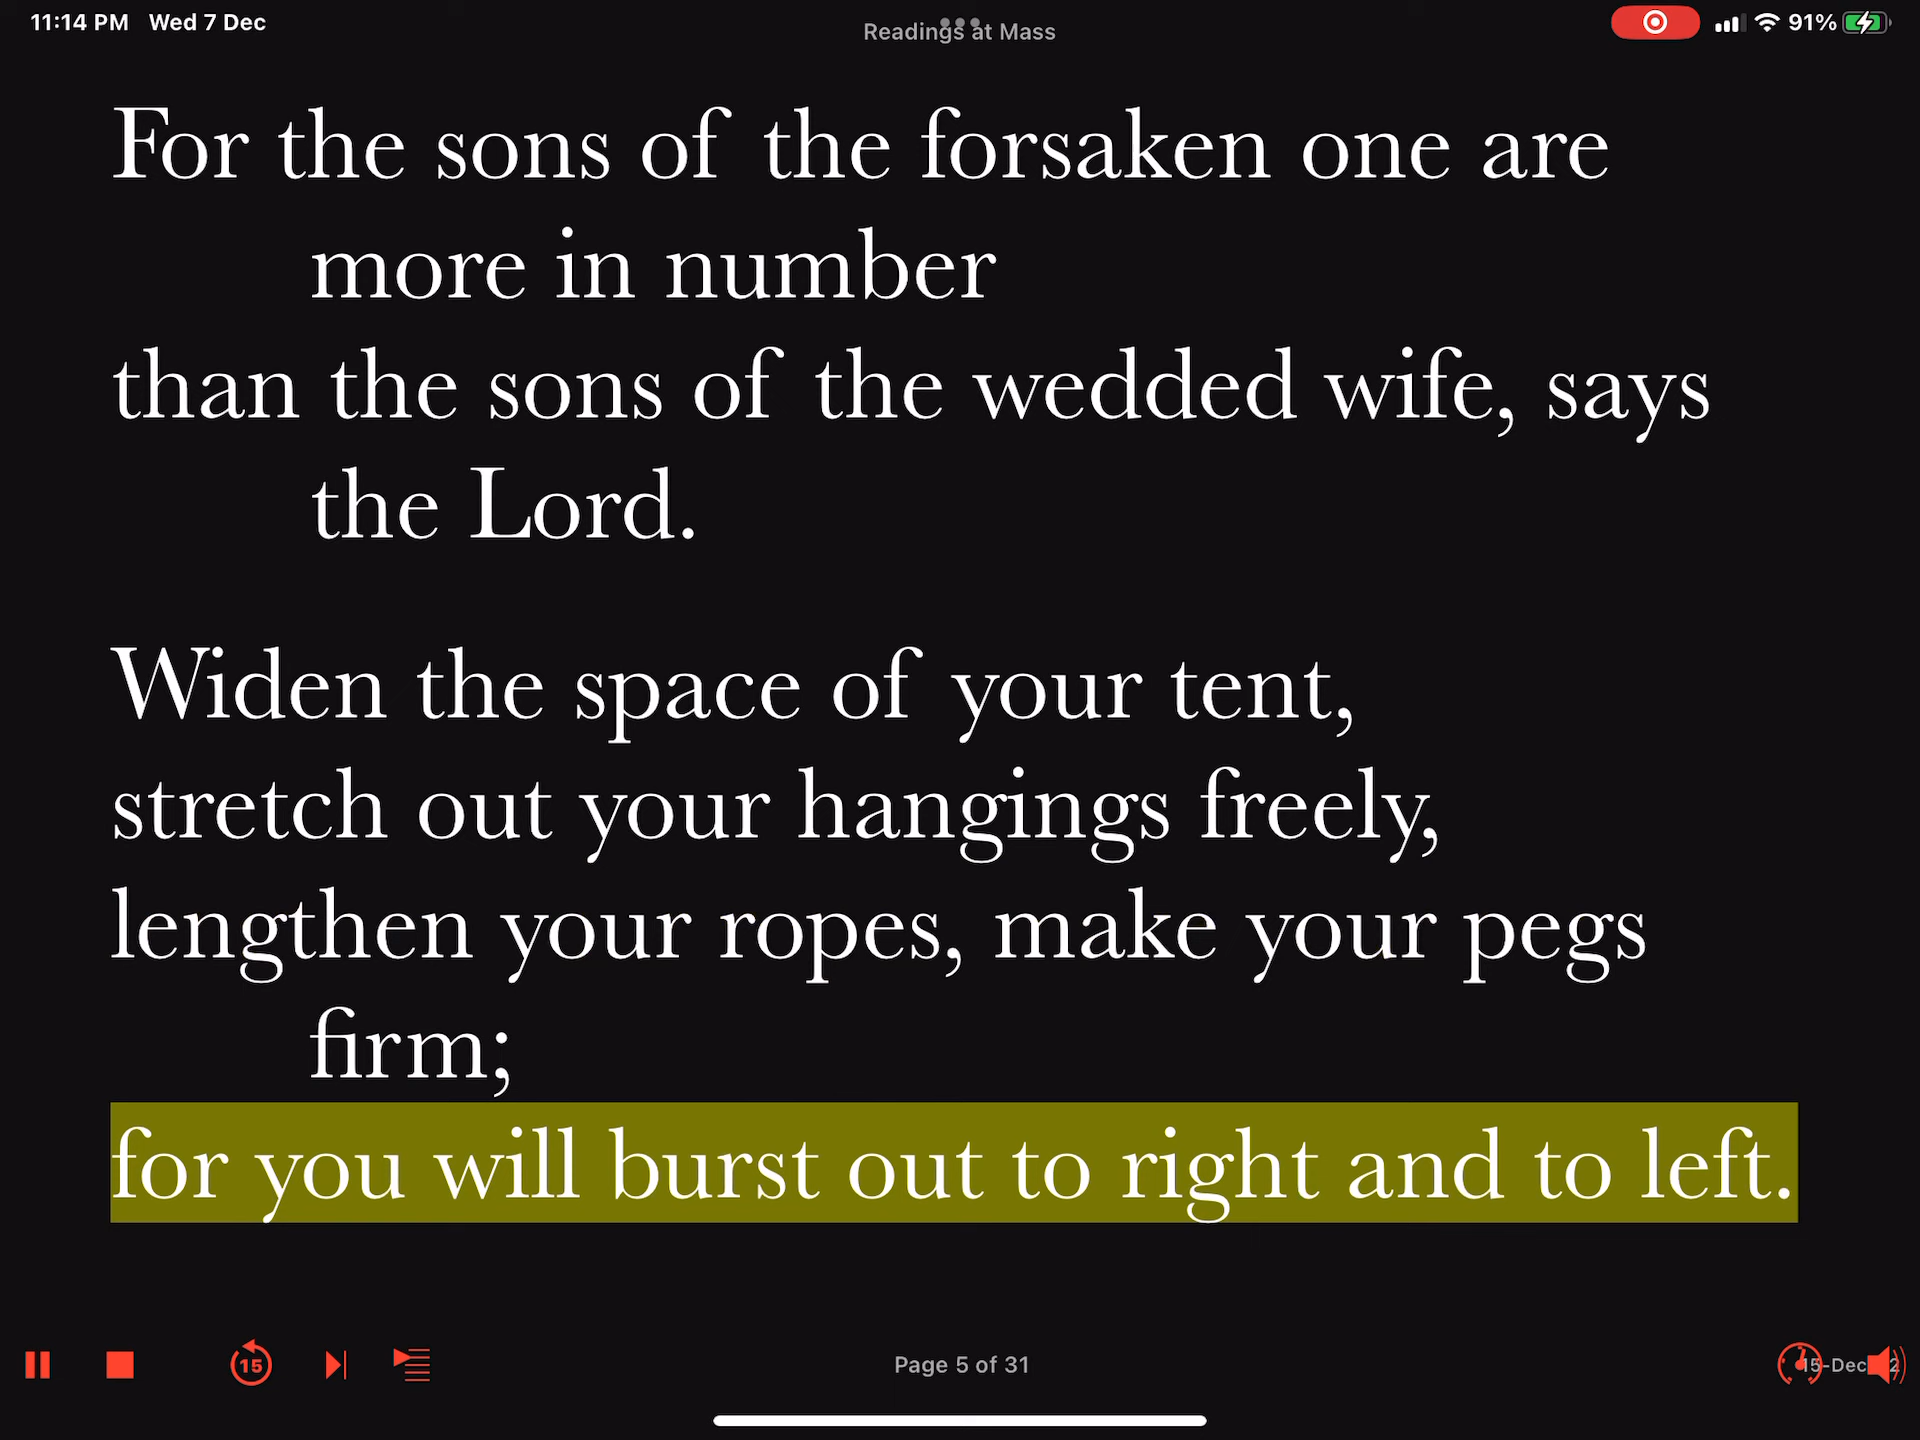 11:14 PM Wed 7 Dec
Readings at Mass
91%
For the sons of the forsaken one are
more in number
than the sons of the wedded wife, says
the Lord.
Widen the space of your tent,
stretch out your hangings freely,
lengthen your ropes, make your pegs
firm;
for you will burst out to right and to left.
15
Page 5 of 31
15-Dec